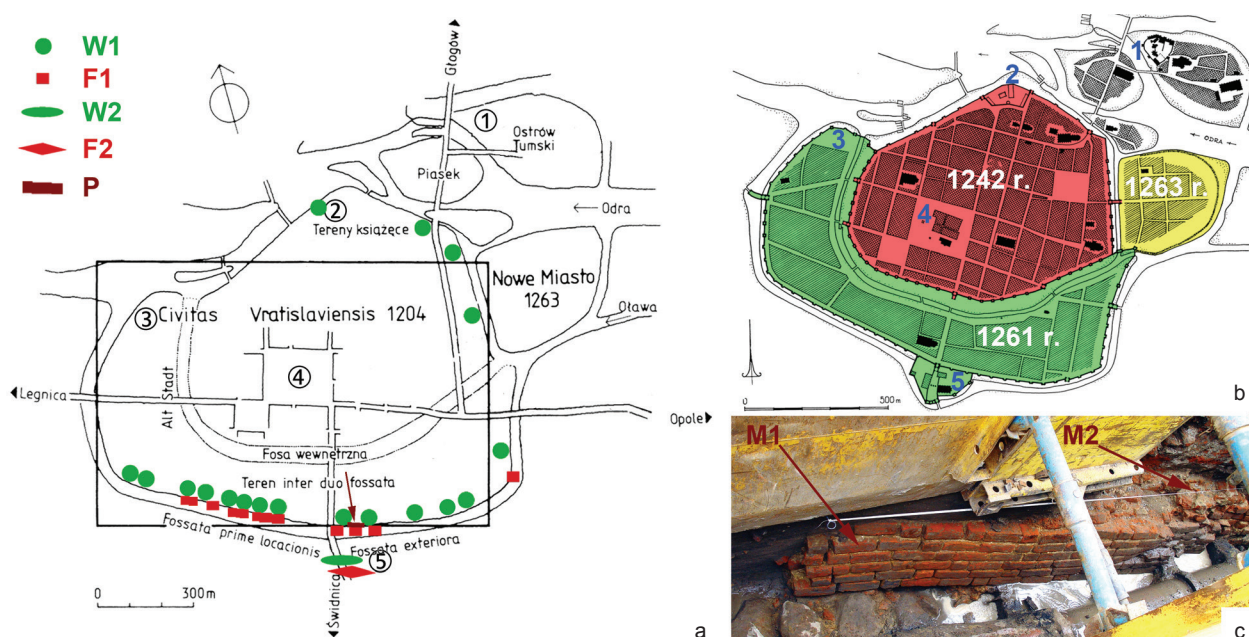 W1
F1
W2
F2
P
Głogów
①
Ostrów
Tumski
Piasek
②
Tereny książęce
Odra
Nowe Miasto
1263
Oława
③
Civitas Vratislaviensis 1204
④
Alt Stadt
Legnica
Opole
Fosa wewnętrzna
Teren inter duo fossata
Fossata prime locacionis
Fossata exteriora
⑤
Świdnica
0 300 m
a
1
2
ODRA
3
1242 r.
1263 r.
4
1261 r.
5
0 500 m
b
M1
M2
c